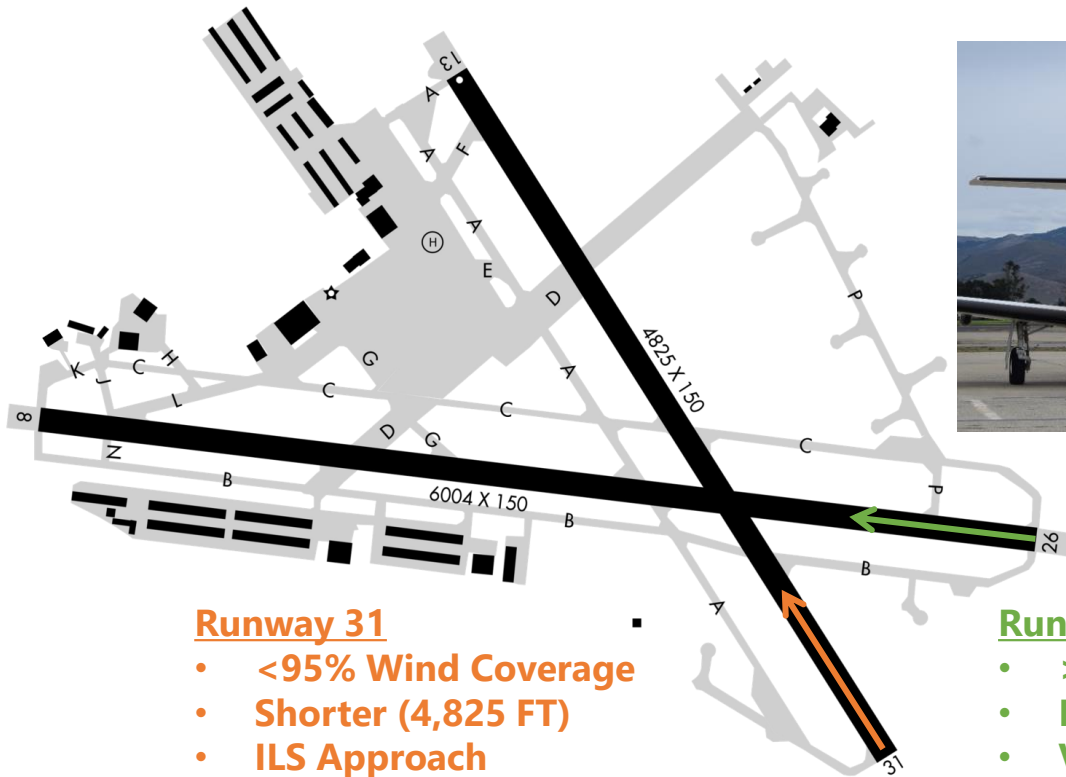 13
A
F
A
A
H
E
D
P
P
4825 X 150
A
G
K
J
C
H
L
C
C
C
8
D
G
N
B
6004 X 150
B
P
26
B
A
31
Runway 31
• <95% Wind Coverage
• Shorter (4,825 FT)
• ILS Approach